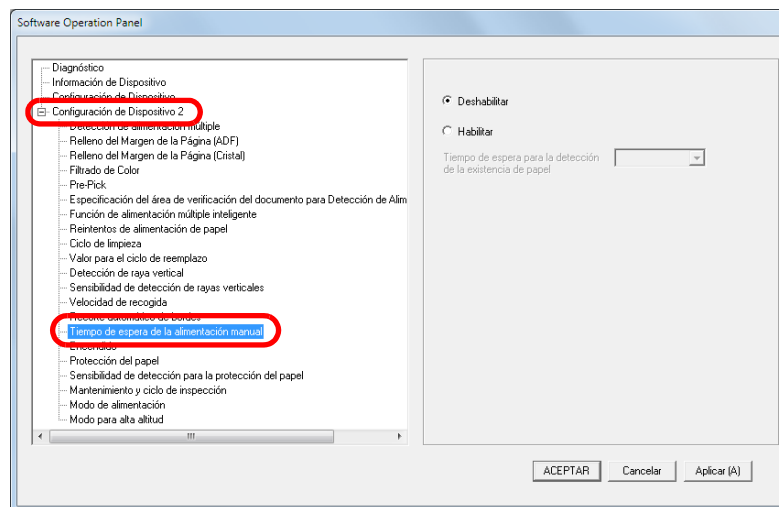 Software Operation Panel
Diagnóstico
Información de Dispositivo
Configuración de Dispositivo
Configuración de Dispositivo 2
Detección de alimentación múltiple
Relleno del Margen de la Página (ADF)
Relleno del Margen de la Página (Cristal)
Filtrado de Color
Pre-Pick
Especificación del área de verificación del documento para Detección de Alim
Función de alimentación múltiple inteligente
Reintentos de alimentación de papel
Ciclo de limpieza
Valor para el ciclo de reemplazo
Detección de raya vertical
Sensibilidad de detección de rayas verticales
Velocidad de recogida
Recorte automático de bordes
Tiempo de espera de la alimentación manual
Encendido
Protección del papel
Sensibilidad de detección para la protección del papel
Mantenimiento y ciclo de inspección
Modo de alimentación
Modo para alta altitud
Deshabilitar
Habilitar
Tiempo de espera para la detección
de la existencia de papel
ACEPTAR
Cancelar
Aplicar (A)